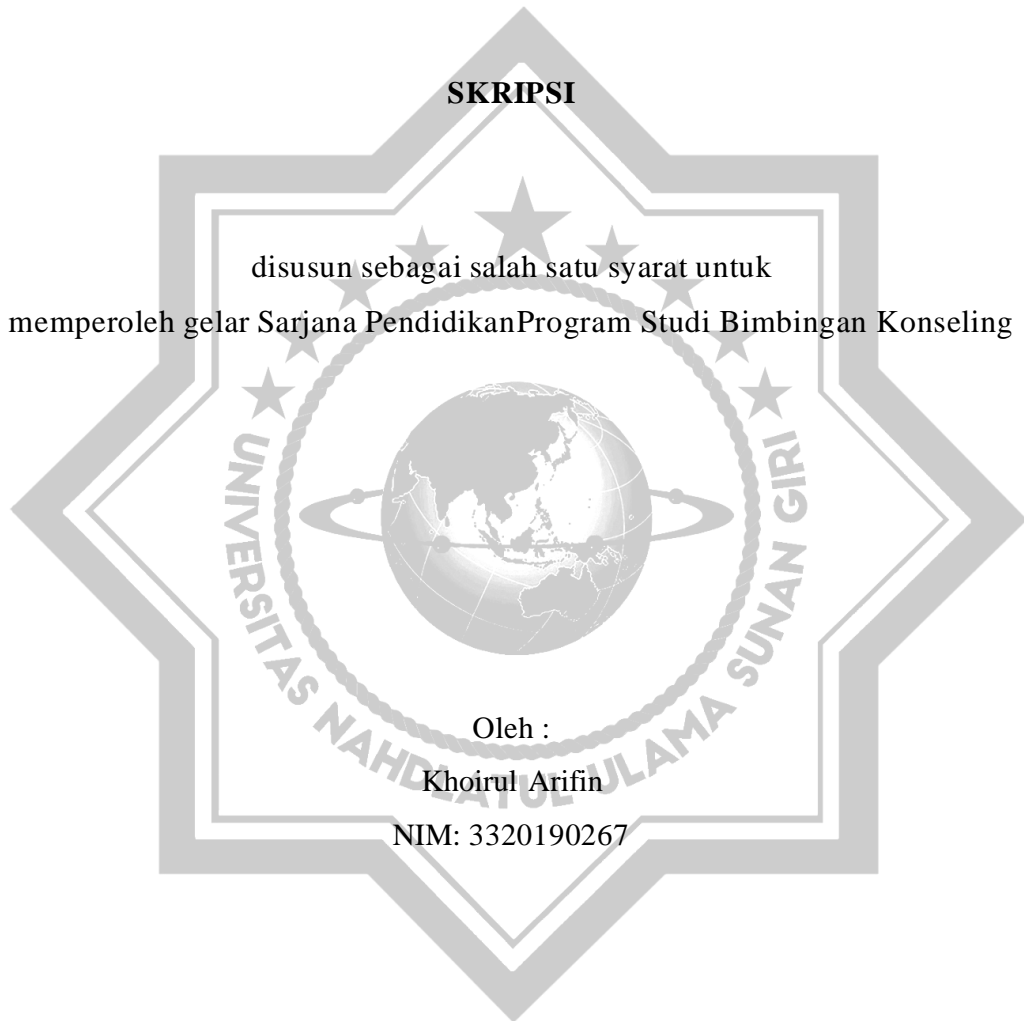 SKRIPSI
disusun sebagai salah satu syarat untuk
memperoleh gelar Sarjana PendidikanProgram Studi Bimbingan Konseling
UNIVERSITAS NAHDLATUL ULAMA SUNAN GIRI
Oleh :
Khoirul Arifin
NIM: 3320190267